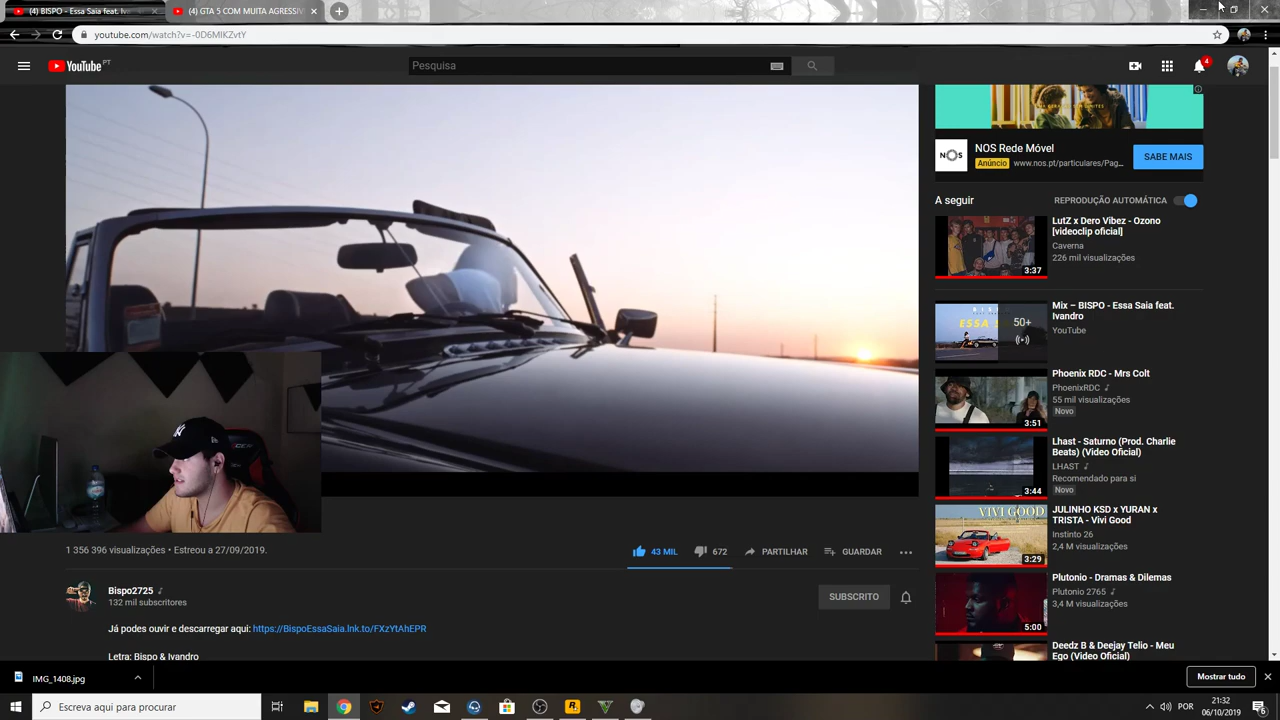 (4) BISPO - Essa Saia feat. Iv
(4) GTA 5 COM MUITA AGRESSIV
youtube.com/watch?v=-0D6MIKZvtY
YouTube PT
Pesquisa
4
NOS
NOS Rede Móvel
Anúncio www.nos.pt/particulares/Pag...
SABE MAIS
A seguir
REPRODUÇÃO AUTOMÁTICA
LutZ x Dero Vibez - Ozono
[videoclip oficial]
Caverna
226 mil visualizações
3:37
Mix – BISPO - Essa Saia feat.
Ivandro
YouTube
50+
Phoenix RDC - Mrs Colt
PhoenixRDC
55 mil visualizações
Novo
3:51
Lhast - Saturno (Prod. Charlie
Beats) (Video Oficial)
LHAST
Recomendado para si
Novo
3:44
VIVI GOOD
JULINHO KSD x YURAN x
TRISTA - Vivi Good
Instinto 26
2,4 M visualizações
3:29
Plutonio - Dramas & Dilemas
Plutonio 2765
3,4 M visualizações
5:00
Deedz B & Deejay Telio - Meu
Ego (Video Oficial)
1 356 396 visualizações • Estreou a 27/09/2019.
43 MIL
672
PARTILHAR
GUARDAR
Bispo2725
132 mil subscritores
SUBSCRITO
Já podes ouvir e descarregar aqui: https://BispoEssaSaia.lnk.to/FXzYtAhEPR
Letra: Bispo & Ivandro
IMG_1408.jpg
Mostrar tudo
Escreva aqui para procurar
POR
21:32
06/10/2019
6